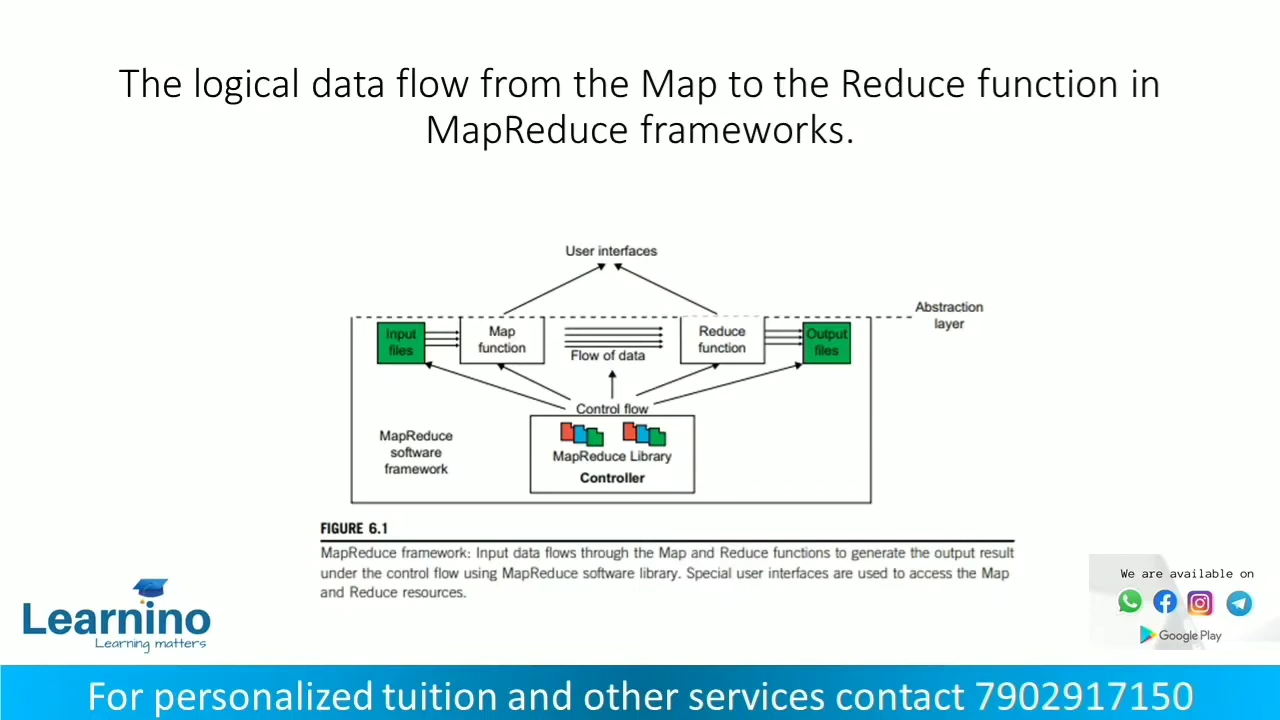 The logical data flow from the Map to the Reduce function in
MapReduce frameworks.
User interfaces
Abstraction
layer
Input
files
Map
function
Flow of data
Reduce
function
Output
files
Control flow
MapReduce
software
framework
MapReduce Library
Controller
FIGURE 6.1
MapReduce framework: Input data flows through the Map and Reduce functions to generate the output result
under the control flow using MapReduce software library. Special user interfaces are used to access the Map
and Reduce resources.
Learnino
Learning matters
We are available on
Google Play
For personalized tuition and other services contact 7902917150